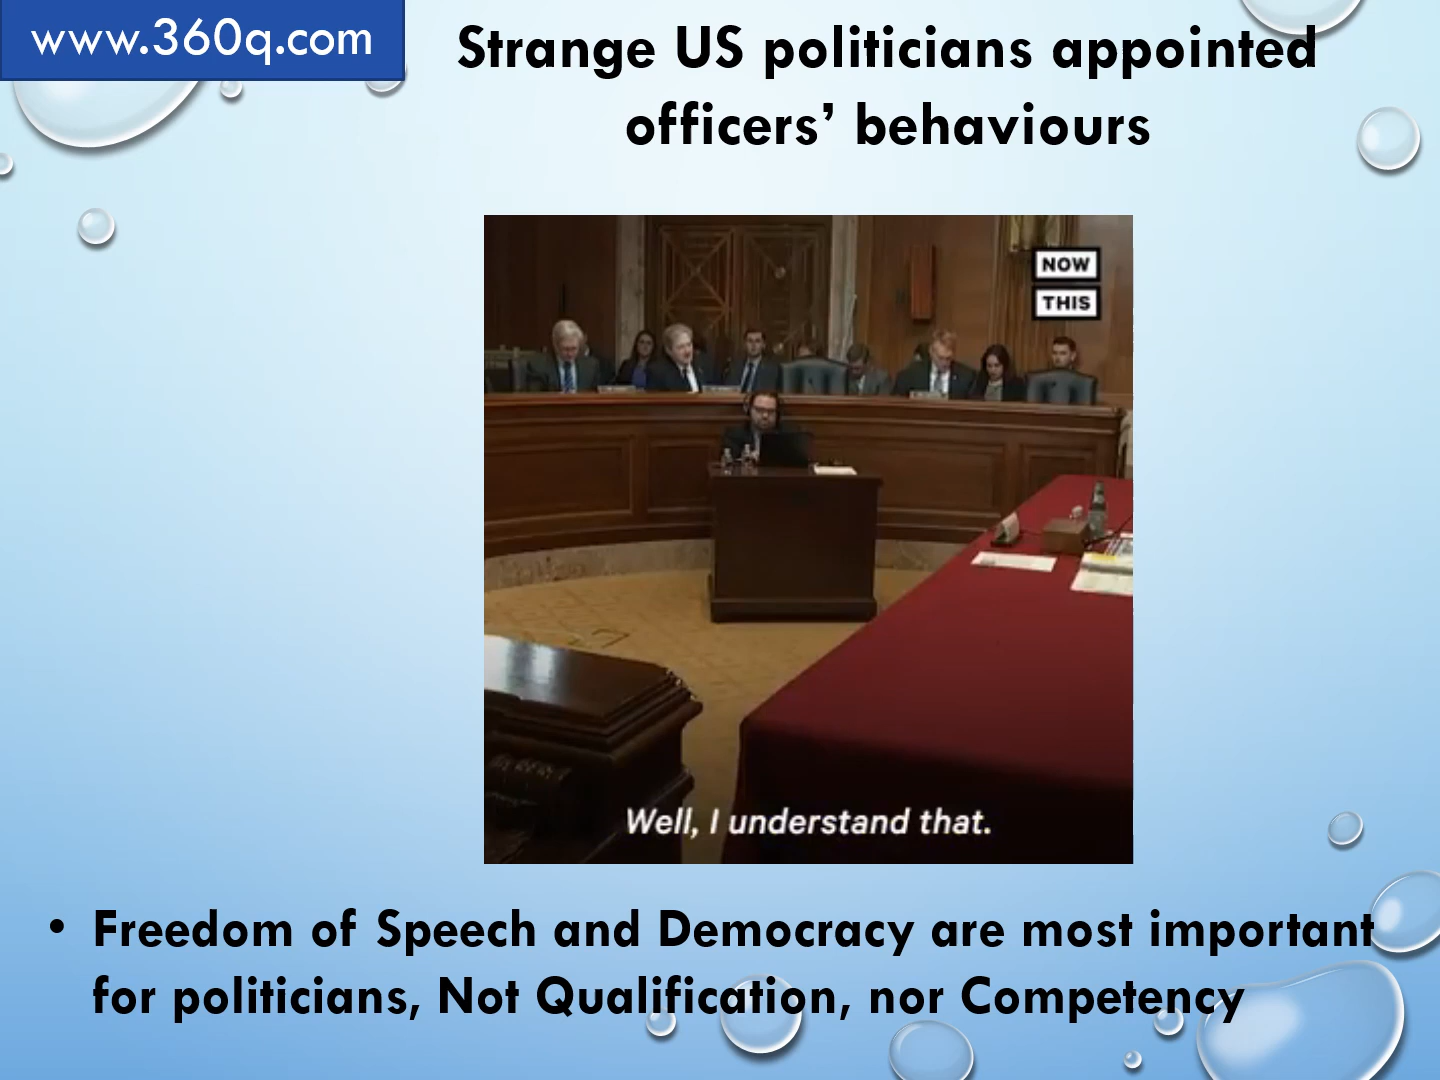 www.360q.com
Strange US politicians appointed
officers’ behaviours
NOW
THIS
Well, I understand that.
• Freedom of Speech and Democracy are most important
for politicians, Not Qualification, nor Competency